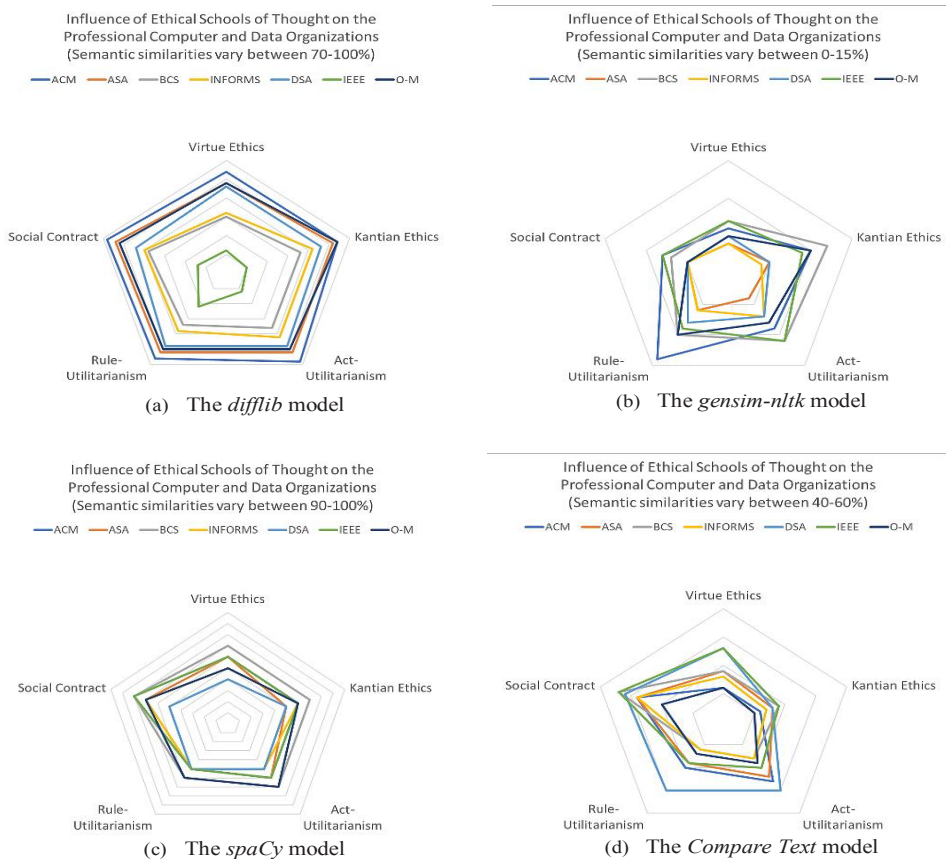 Influence of Ethical Schools of Thought on the
Professional Computer and Data Organizations
(Semantic similarities vary between 70-100%)
ACM ASA BCS INFORMS DSA IEEE O-M
Virtue Ethics
Social Contract
Kantian Ethics
Rule-
Utilitarianism
Act-
Utilitarianism
(a) The difflib model
Influence of Ethical Schools of Thought on the
Professional Computer and Data Organizations
(Semantic similarities vary between 0-15%)
ACM ASA BCS INFORMS DSA IEEE O-M
Virtue Ethics
Social Contract
Kantian Ethics
Rule-
Utilitarianism
Act-
Utilitarianism
(b) The gensim-nltk model
Influence of Ethical Schools of Thought on the
Professional Computer and Data Organizations
(Semantic similarities vary between 90-100%)
ACM ASA BCS INFORMS DSA IEEE O-M
Virtue Ethics
Social Contract
Kantian Ethics
Rule-
Utilitarianism
Act-
Utilitarianism
(c) The spaCy model
Influence of Ethical Schools of Thought on the
Professional Computer and Data Organizations
(Semantic similarities vary between 40-60%)
ACM ASA BCS INFORMS DSA IEEE O-M
Virtue Ethics
Social Contract
Kantian Ethics
Rule-
Utilitarianism
Act-
Utilitarianism
(d) The Compare Text model